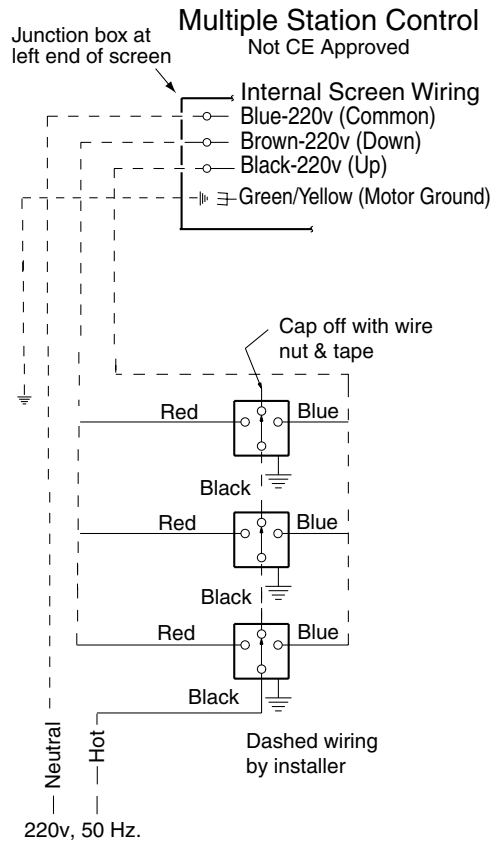 Multiple Station Control
Not CE Approved
Junction box at
left end of screen
Internal Screen Wiring
Blue-220v (Common)
Brown-220v (Down)
Black-220v (Up)
Green/Yellow (Motor Ground)
Cap off with wire
nut & tape
Red
Blue
Black
Red
Blue
Black
Red
Blue
Black
Neutral
Hot
Dashed wiring
by installer
220v, 50 Hz.